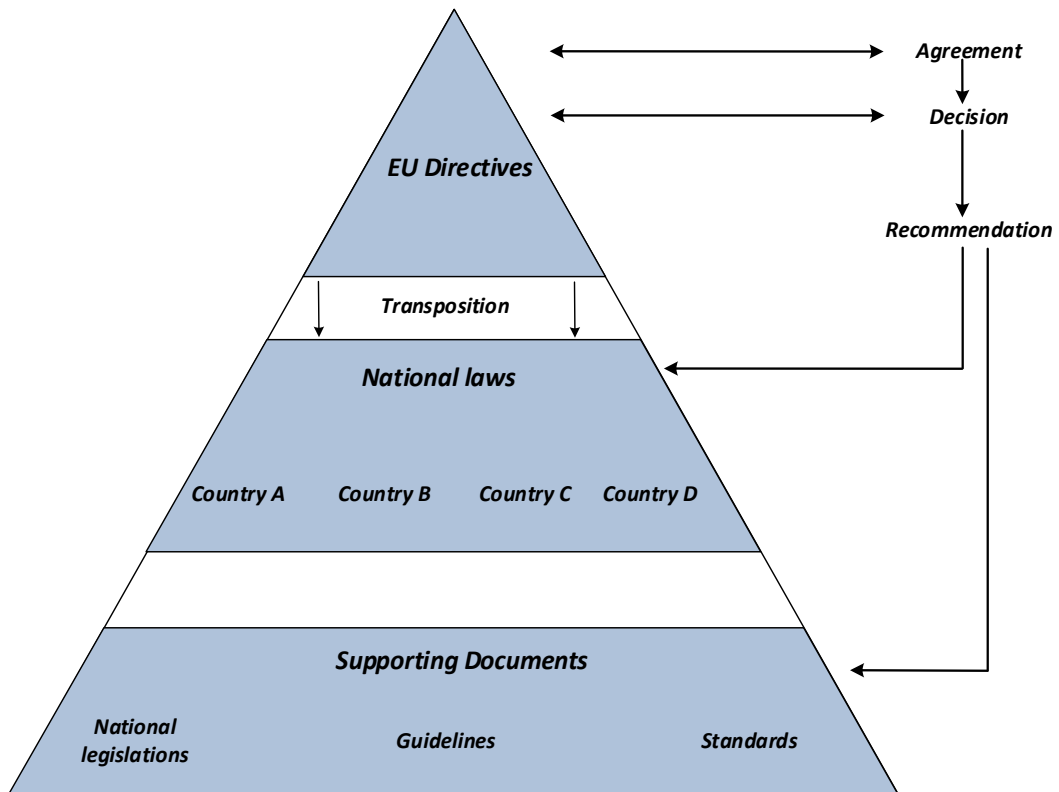 Agreement
Decision
EU Directives
Recommendation
Transposition
National laws
Country A
Country B
Country C
Country D
Supporting Documents
National
legislations
Guidelines
Standards